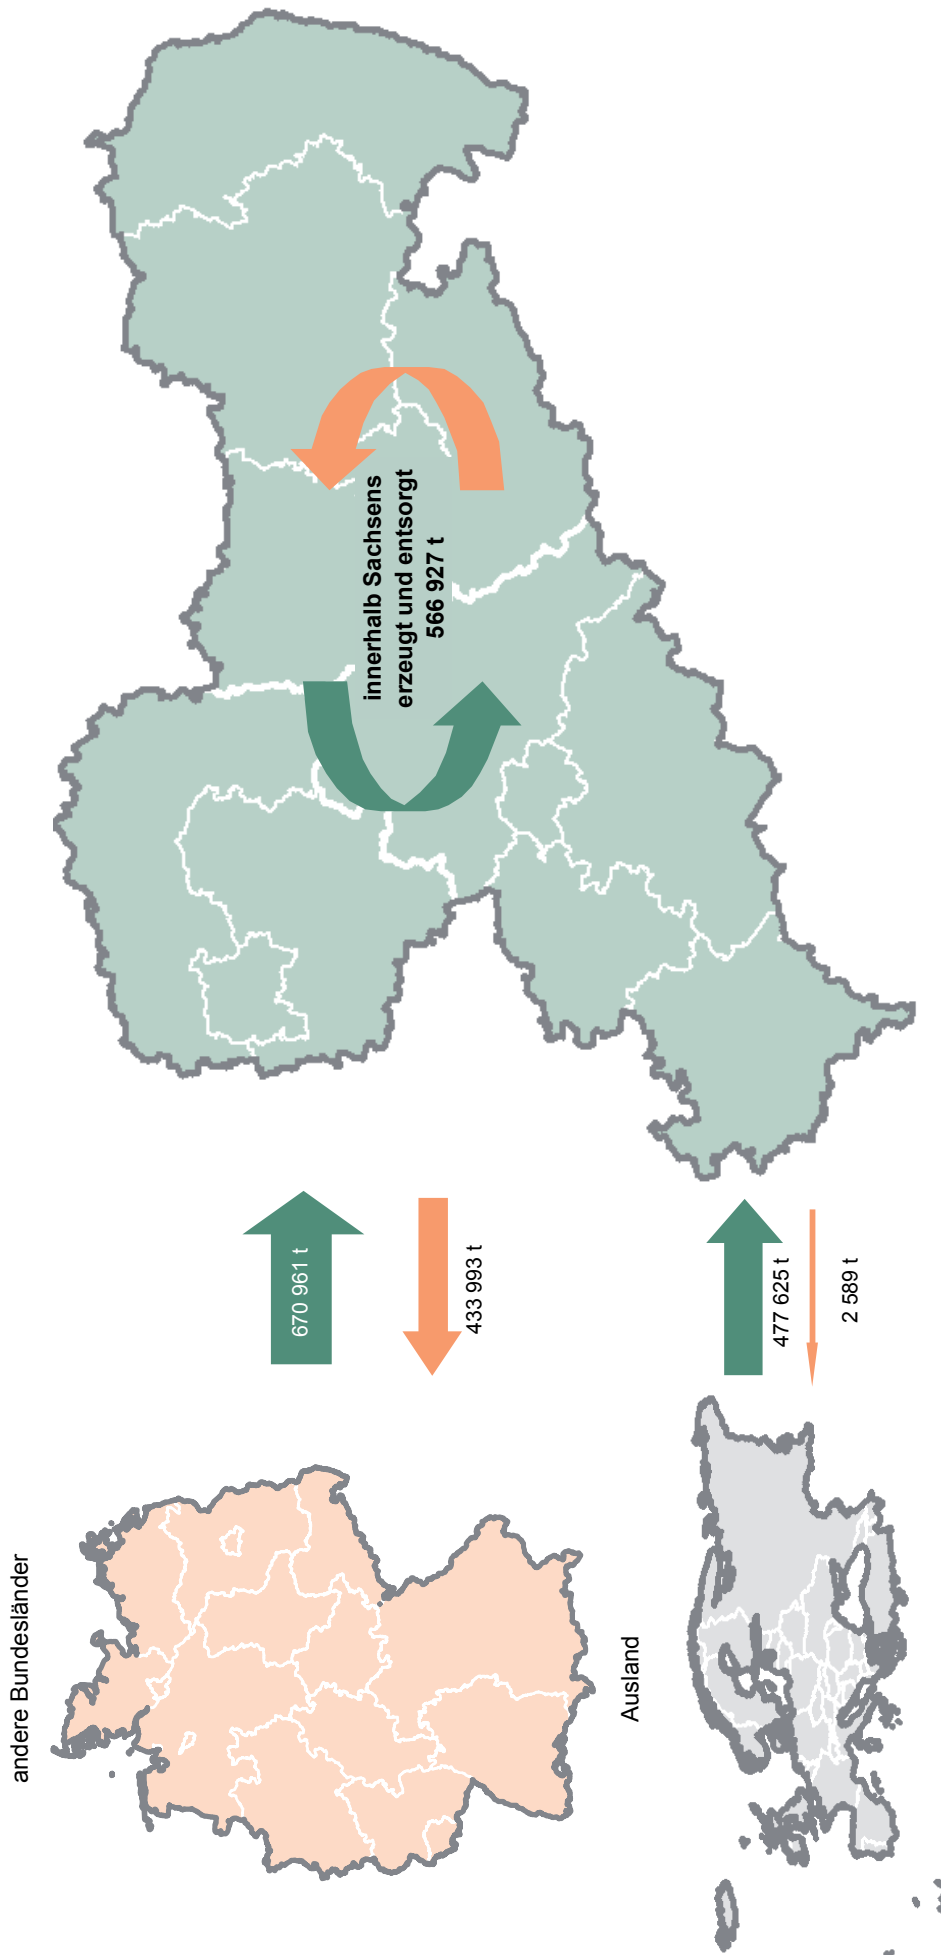 andere Bundesländer
670 961 t
433 993 t
innerhalb Sachsens
erzeugt und entsorgt
566 927 t
Ausland
477 625 t
2 589 t